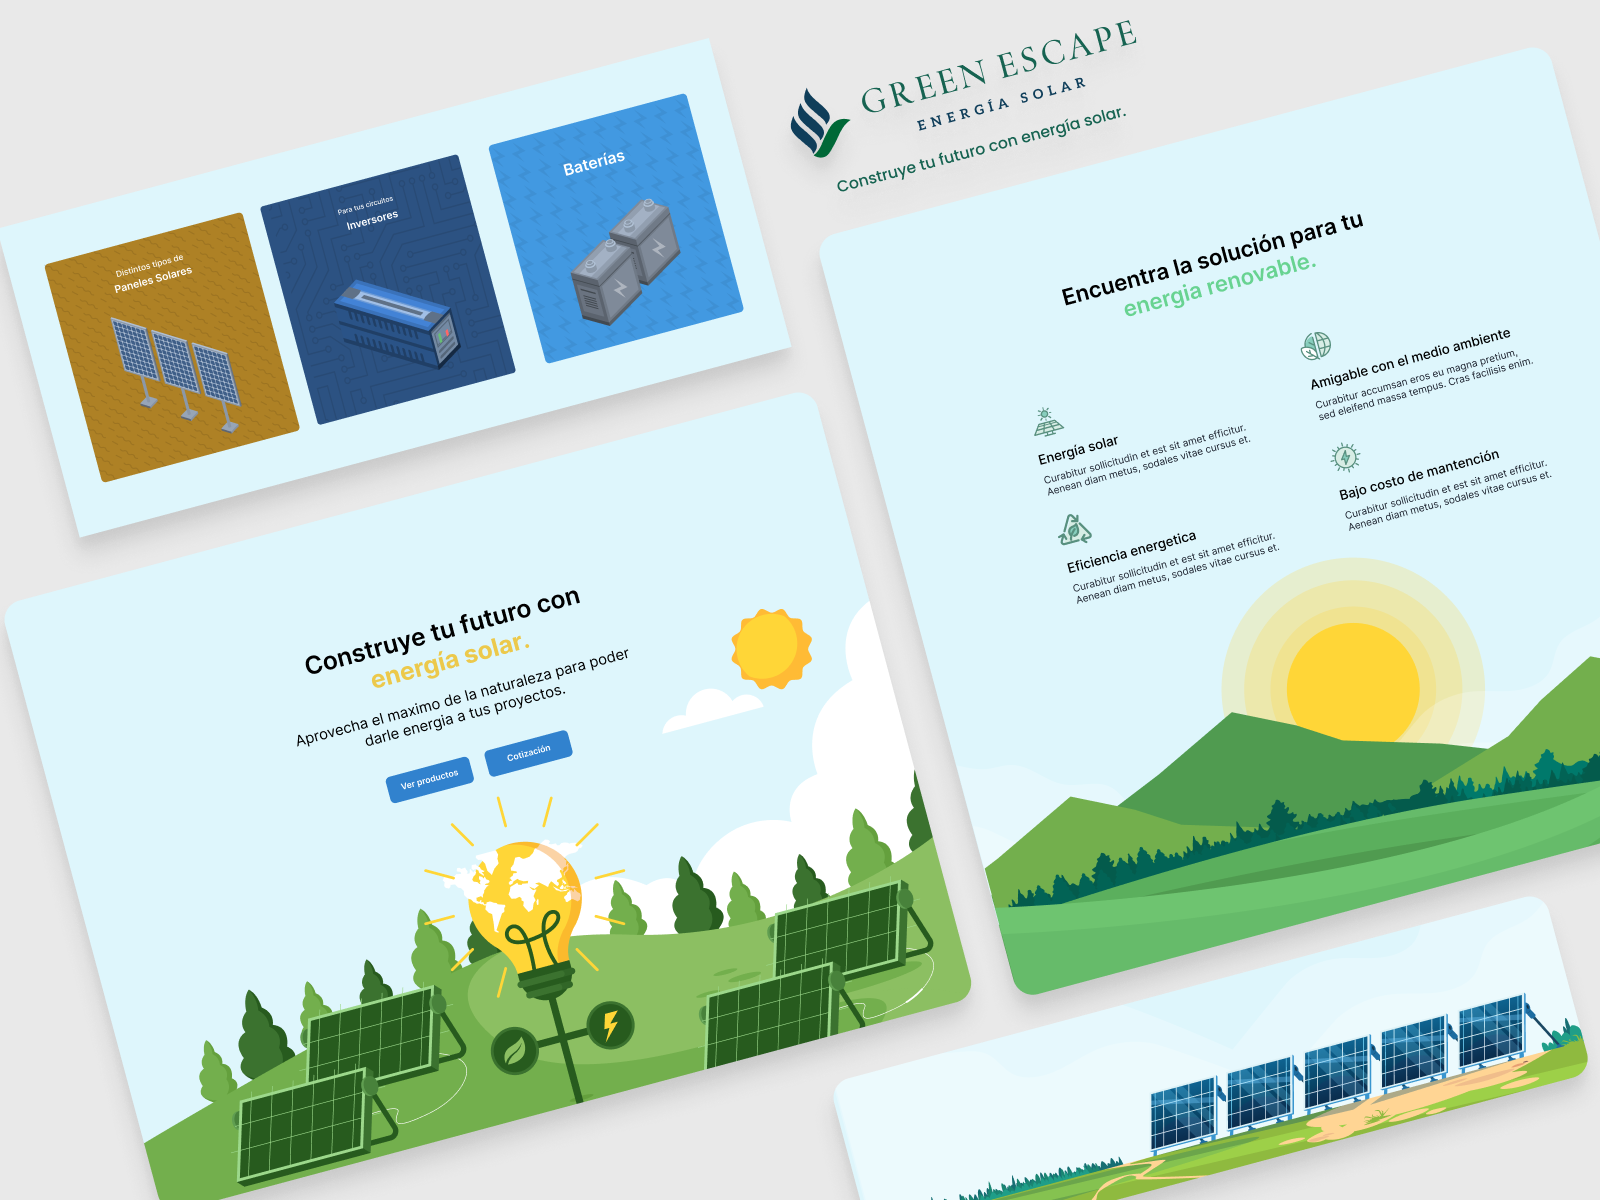 GREEN ESCAPE
ENERGÍA SOLAR
Construye tu futuro con energía solar.
Distintos tipos de
Paneles Solares
Para tus circuitos
Inversores
Baterías
Construye tu futuro con
energía solar.
Aprovecha el maximo de la naturaleza para poder
darle energia a tus proyectos.
Ver productos
Cotización
Encuentra la solución para tu
energia renovable.
Energía solar
Curabitur sollicitudin et est sit amet efficitur.
Aenean diam metus, sodales vitae cursus et.
Amigable con el medio ambiente
Curabitur accumsan eros eu magna pretium,
sed eleifend massa tempus. Cras facilisis enim.
Eficiencia energetica
Curabitur sollicitudin et est sit amet efficitur.
Aenean diam metus, sodales vitae cursus et.
Bajo costo de mantención
Curabitur sollicitudin et est sit amet efficitur.
Aenean diam metus, sodales vitae cursus et.